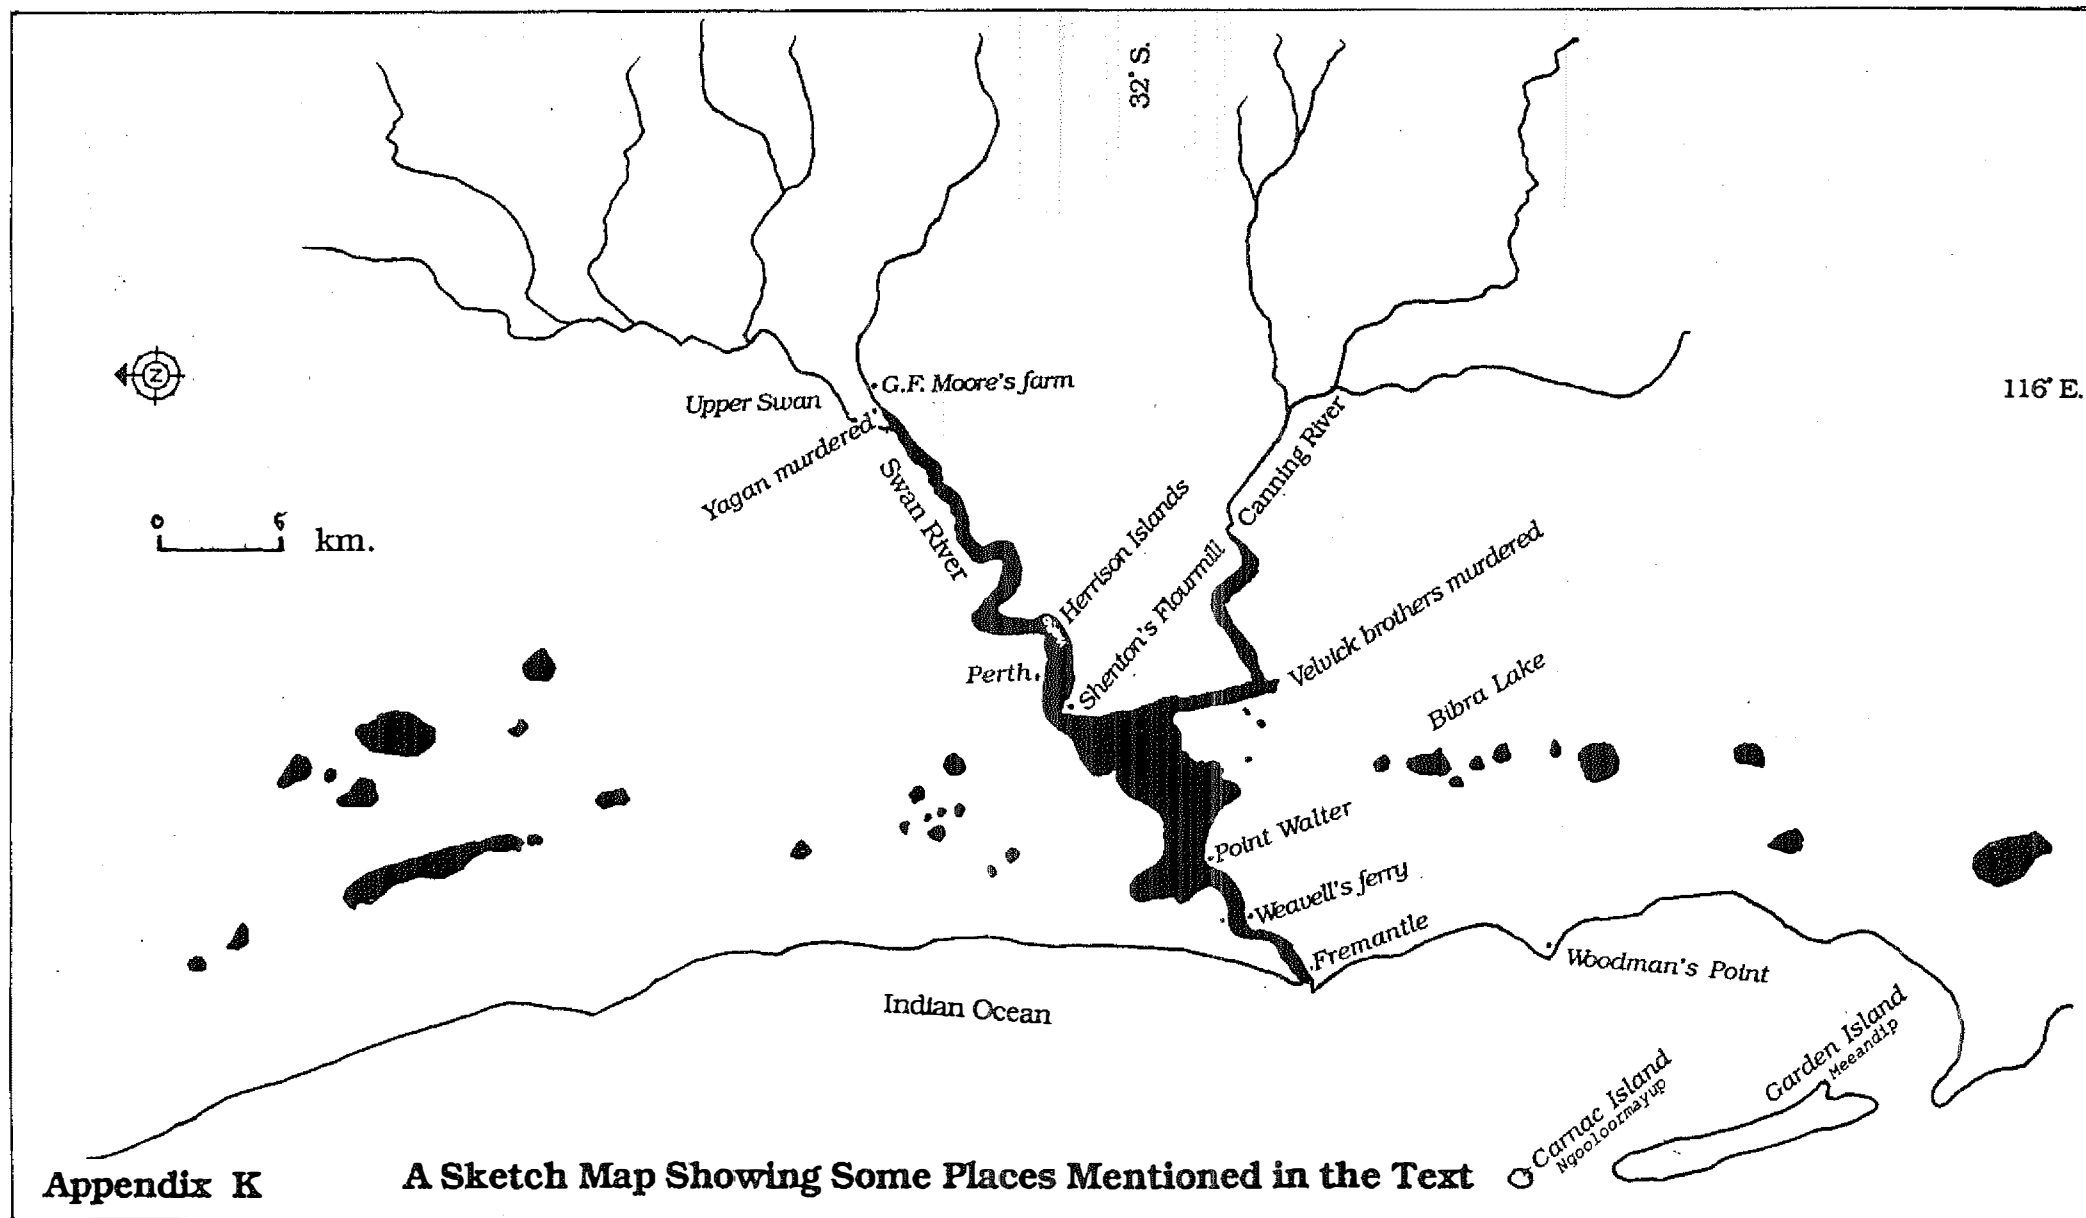 32° S.
N
116° E.
G.F. Moore's farm
Upper Swan
Yagan murdered
Swan River
Canning River
0 5 km.
Herrison Islands
Shenton's Flourmill
Velvick brothers murdered
Perth
Bibra Lake
Point Walter
Weavell's ferry
Fremantle
Woodman's Point
Indian Ocean
Garden Island
Meeandip
Carnac Island
Ngooloormayup
Appendix K
A Sketch Map Showing Some Places Mentioned in the Text